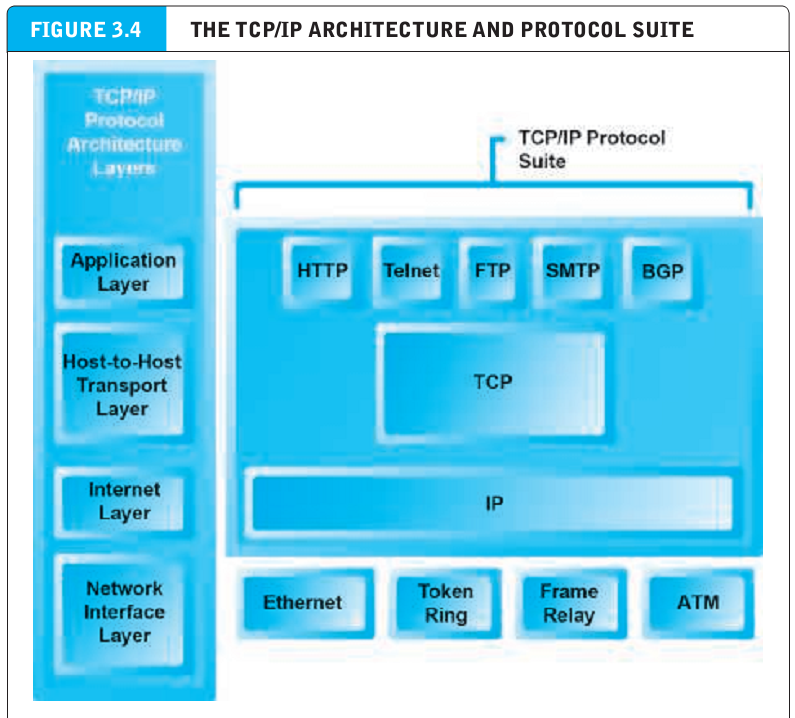 FIGURE 3.4
THE TCP/IP ARCHITECTURE AND PROTOCOL SUITE
TCP/IP
Protocol
Architecture
Layers
TCP/IP Protocol
Suite
Application
Layer
HTTP
Telnet
FTP
SMTP
BGP
Host-to-Host
Transport
Layer
TCP
Internet
Layer
IP
Network
Interface
Layer
Ethernet
Token
Ring
Frame
Relay
ATM